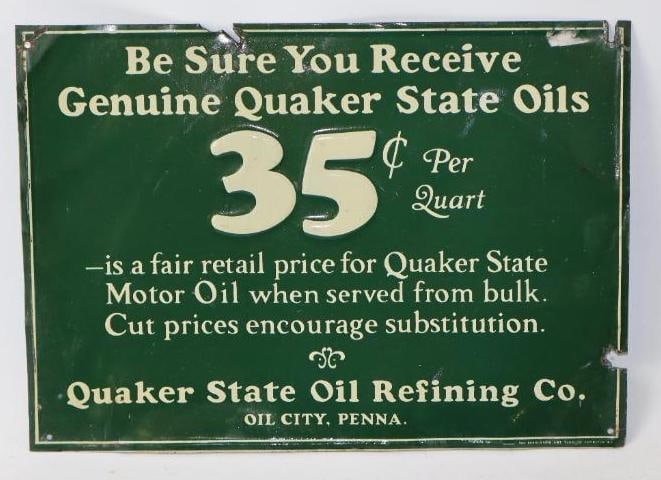 Be Sure You Receive
Genuine Quaker State Oils
35¢ Per
Quart
—is a fair retail price for Quaker State
Motor Oil when served from bulk.
Cut prices encourage substitution.
Quaker State Oil Refining Co.
OIL CITY, PENNA.